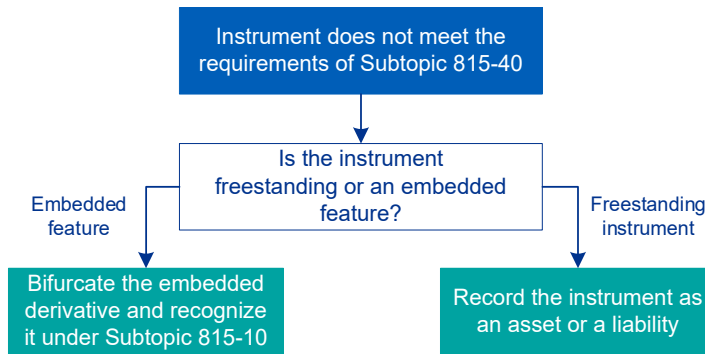 Instrument does not meet the
requirements of Subtopic 815-40
Is the instrument
freestanding or an embedded
feature?
Embedded
feature
Freestanding
instrument
Bifurcate the embedded
derivative and recognize
it under Subtopic 815-10
Record the instrument as
an asset or a liability